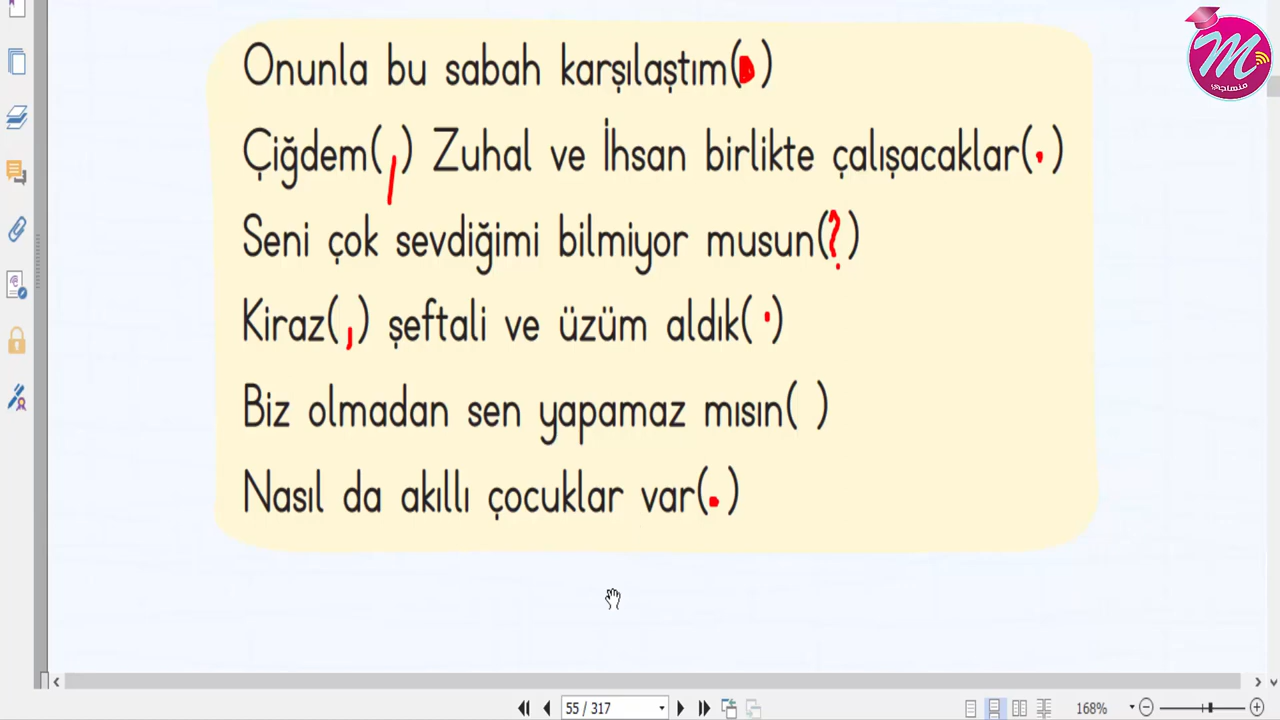 Onunla bu sabah karşılaştım(.)
Çiğdem(,) Zuhal ve İhsan birlikte çalışacaklar(.)
Seni çok sevdiğimi bilmiyor musun(?)
Kiraz(,) şeftali ve üzüm aldık(.)
Biz olmadan sen yapamaz mısın( )
Nasıl da akıllı çocuklar var(.)
M
منهاجي
55 / 317
168%